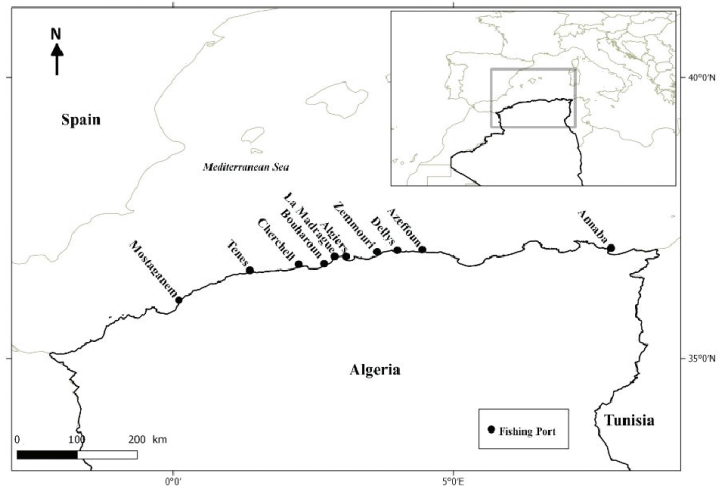 N
Spain
Mediterranean Sea
40°0'N
Mostaganem
Tenes
Cherchell
Bouharoun
La Madrague
Algiers
Zemmouri
Dellys
Azeffoun
Annaba
35°0'N
Algeria
Tunisia
Fishing Port
0 100 200 km
0°0' 5°0'E